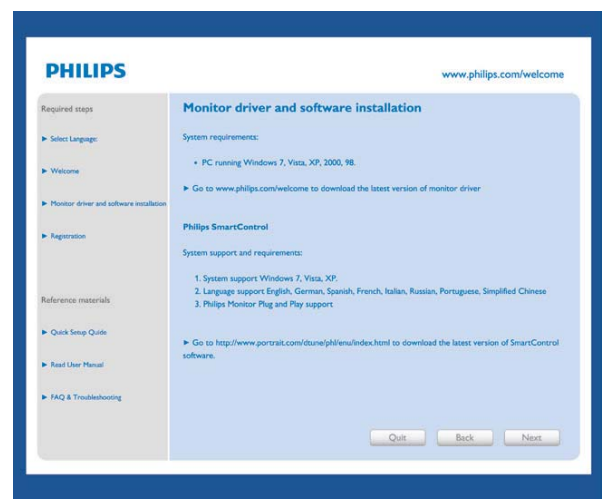 PHILIPS
www.philips.com/welcome
Required steps
Select Language:
Welcome
Monitor driver and software installation
Registration
Reference materials
Quick Setup Quide
Read User Manual
FAQ & Troubleshooting
Monitor driver and software installation
System requirements:
• PC running Windows 7, Vista, XP, 2000, 98.
Go to www.philips.com/welcome to download the latest version of monitor driver
Philips SmartControl
System support and requirements:
1. System support Windows 7, Vista, XP.
2. Language support English, German, Spanish, French, Italian, Russian, Portuguese, Simplified Chinese
3. Philips Monitor Plug and Play support
Go to http://www.portrait.com/dtune/phl/enu/index.html to download the latest version of SmartControl
software.
Quit
Back
Next